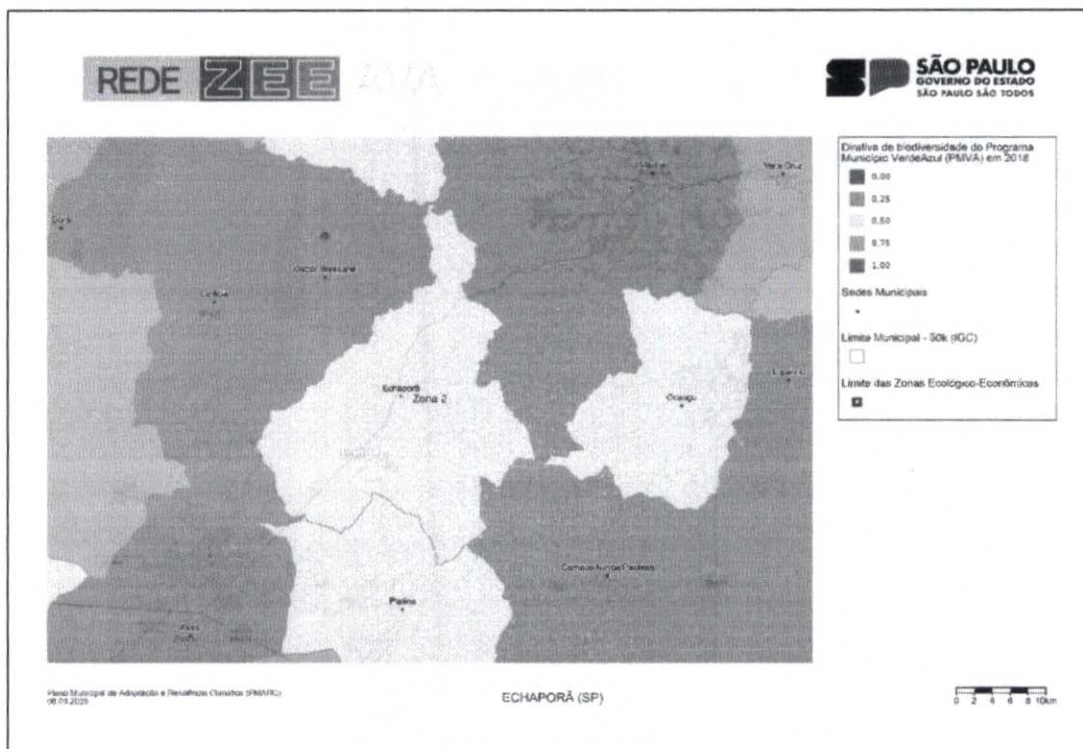 REDE ZEE
SÃO PAULO
GOVERNO DO ESTADO
SÃO PAULO SÃO TODOS
Diretiva de biodiversidade do Programa
Município VerdeAzul (PMVA) em 2018
0,00
0,25
0,50
0,75
1,00
Sedes Municipais
Limite Municipal - 50k (IGC)
Limite das Zonas Ecológico-Econômicas
Vera Cruz
Oscar Bressane
Echaporã
Zona 2
Ocauçu
Campos Novos Paulista
Platina
Plano Municipal de Adaptação e Resiliência Climática (PMARC)
ECHAPORÃ (SP)
0 2 4 6 8 10km